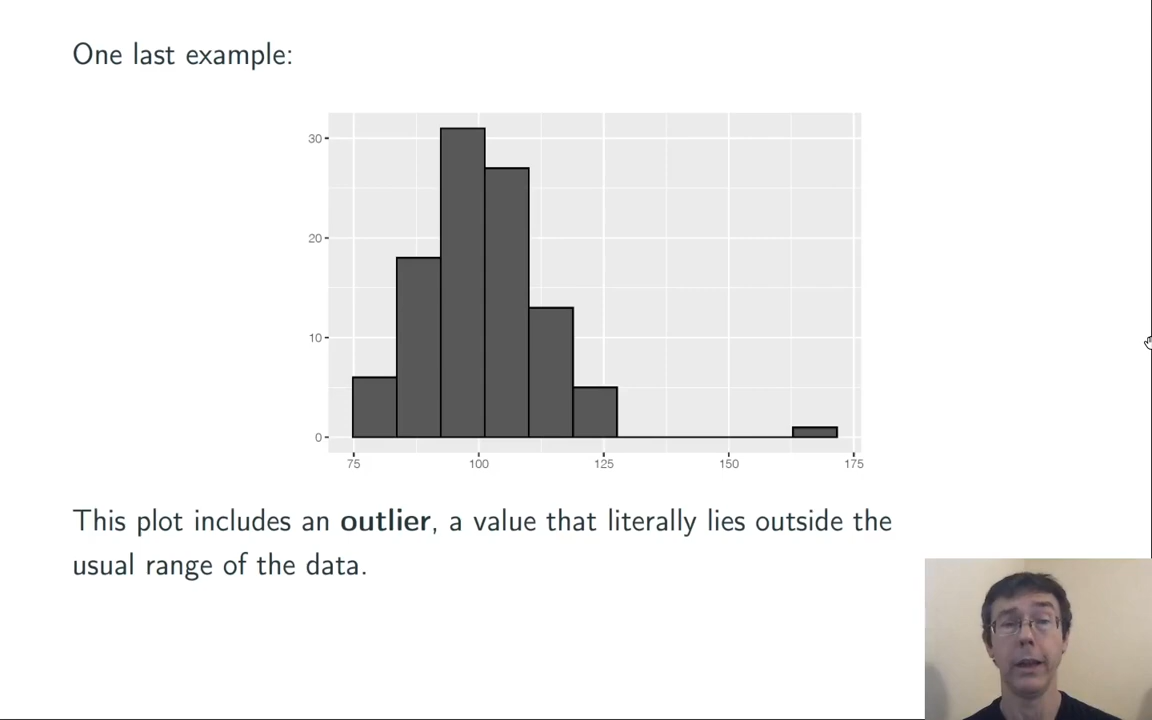 One last example:
30
20
10
0
75 100 125 150 175
This plot includes an outlier, a value that literally lies outside the
usual range of the data.